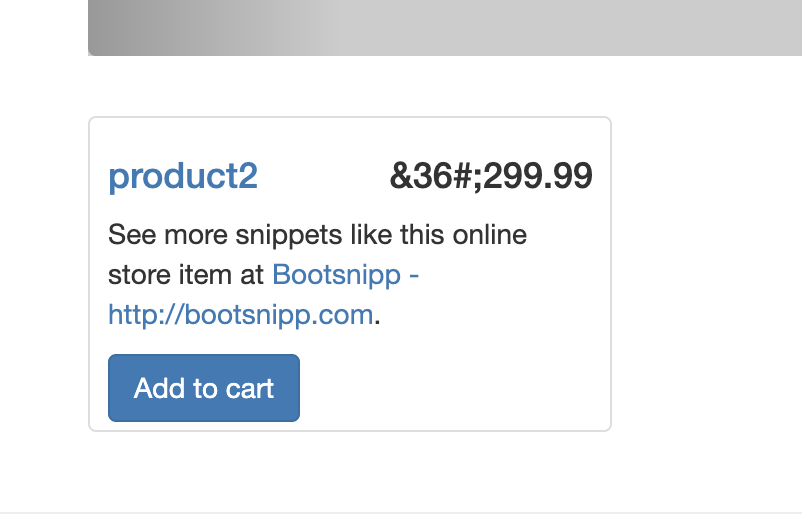 product2 &36#;299.99
See more snippets like this online
store item at Bootsnipp -
http://bootsnipp.com.
Add to cart